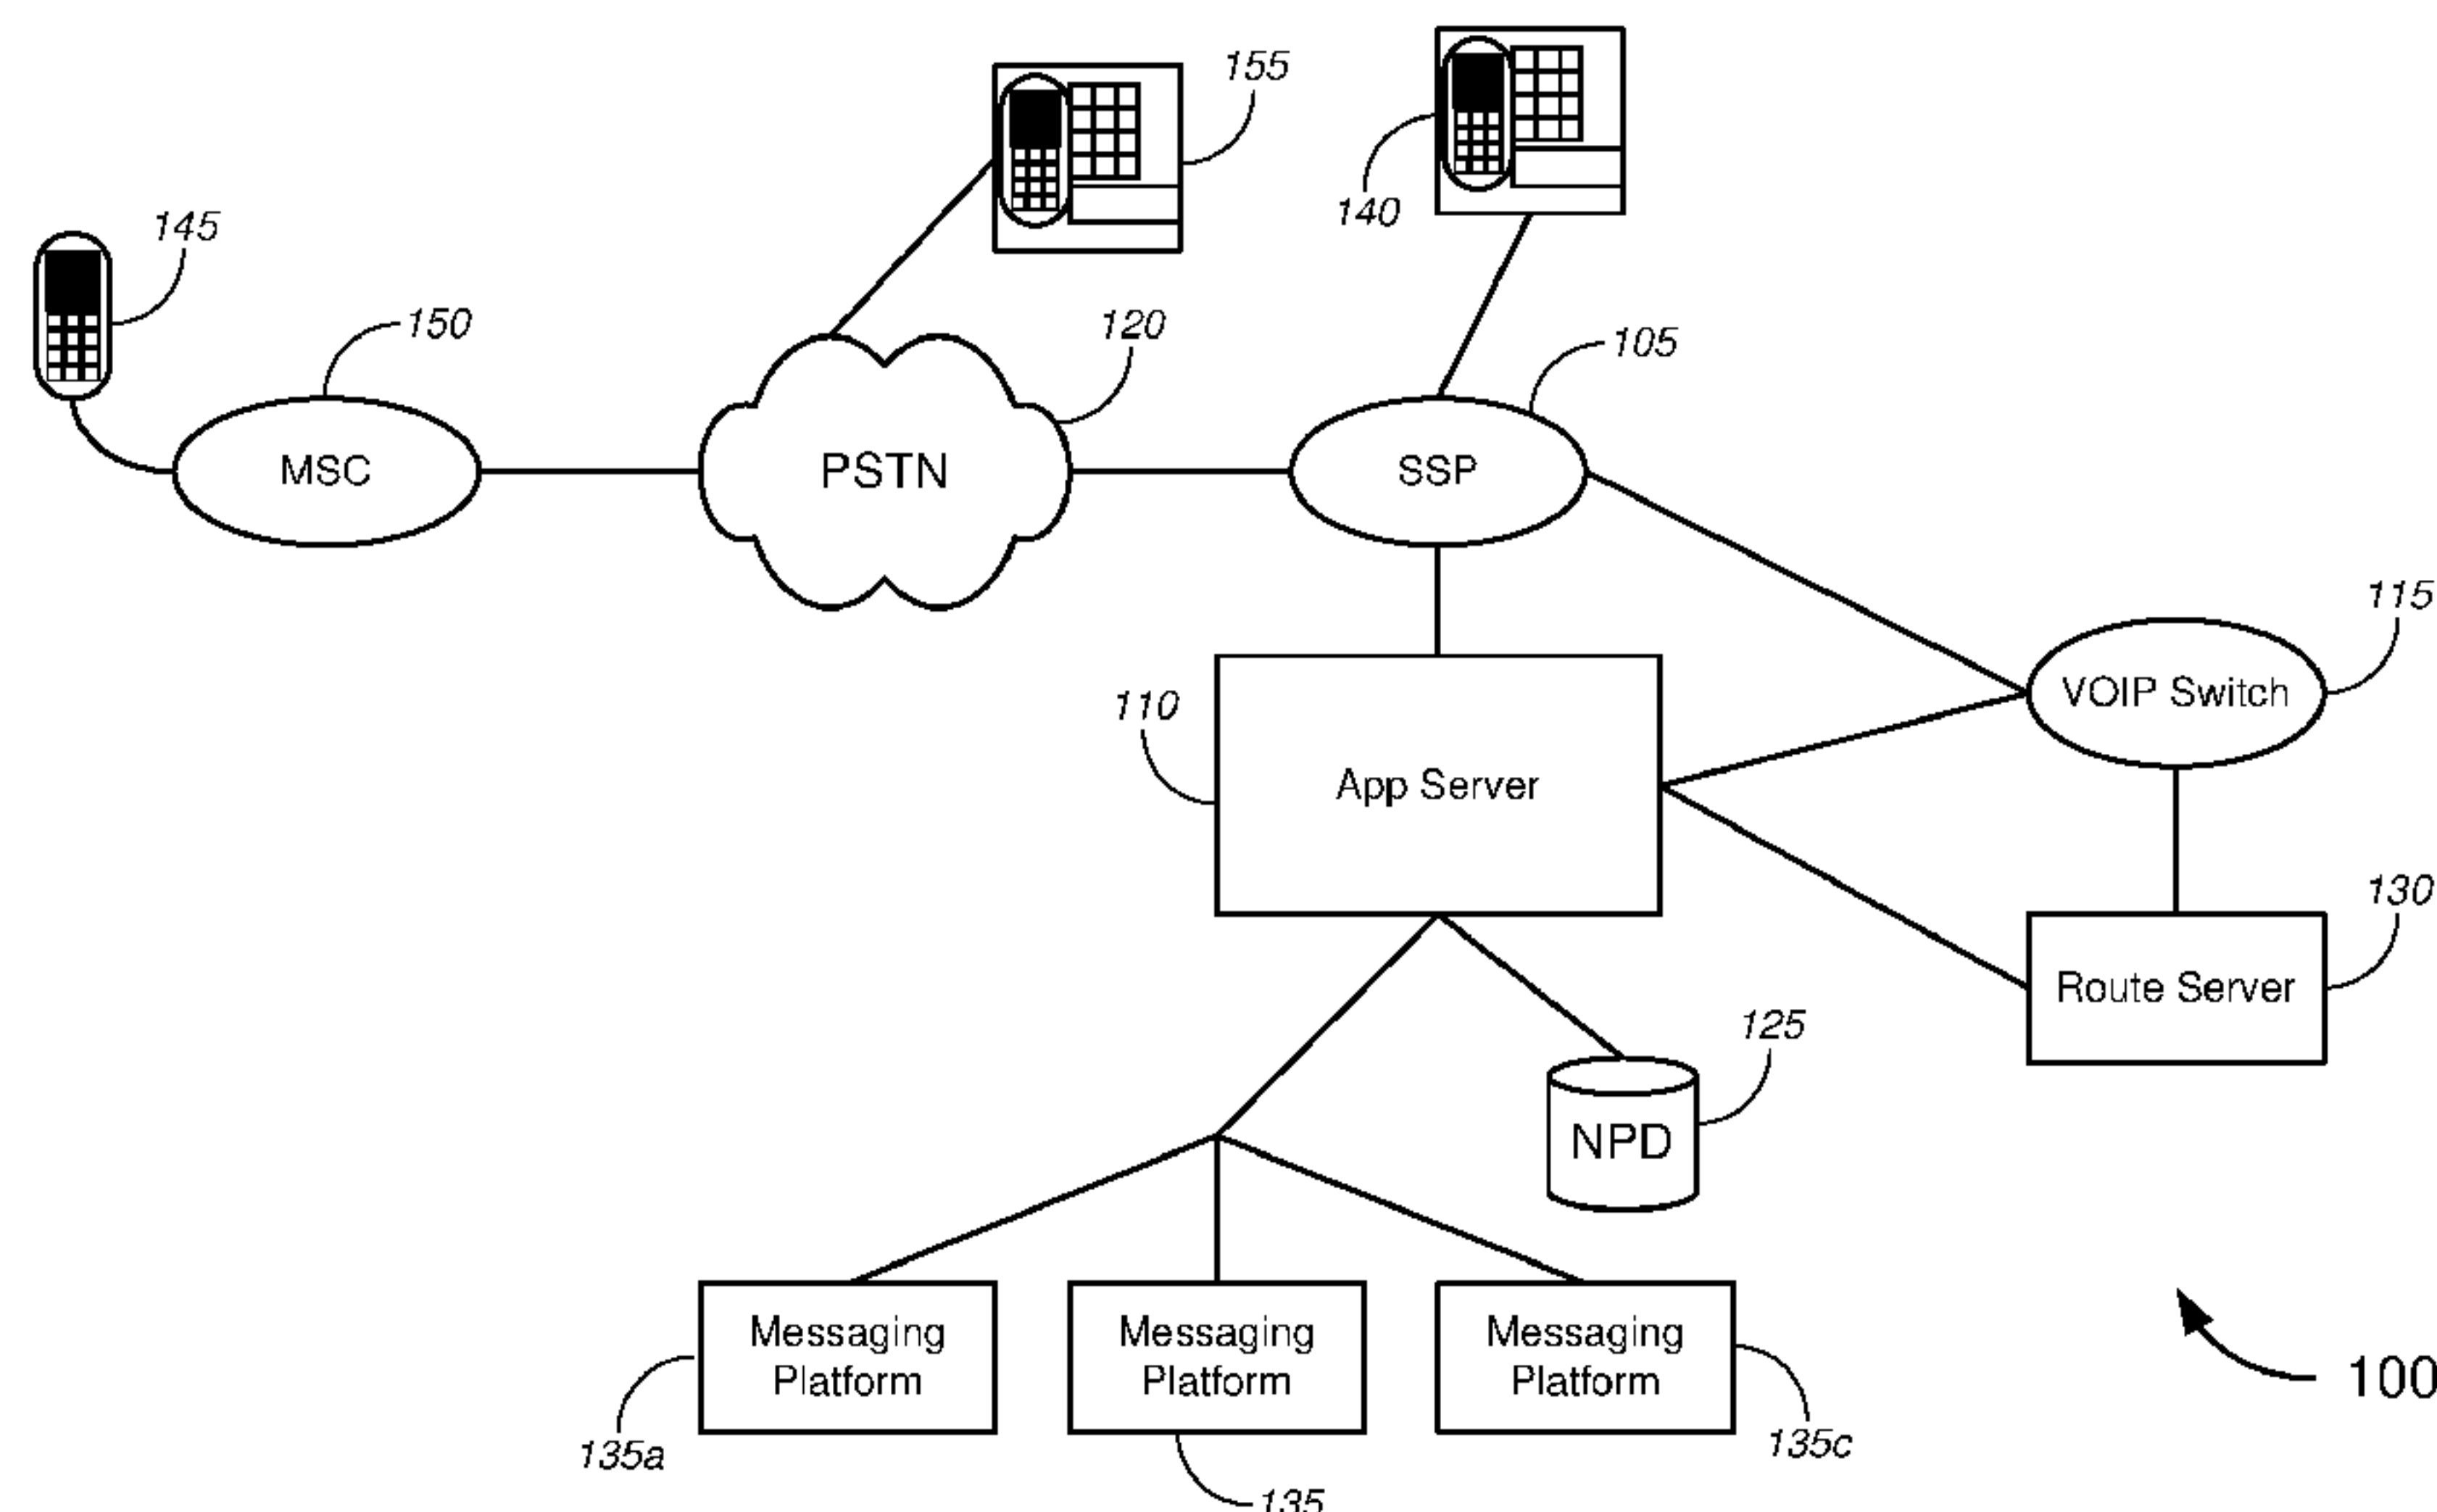 155
140
145
150
120
105
MSC
PSTN
SSP
115
110
VOIP Switch
App Server
130
Route Server
125
NPD
Messaging
Platform
Messaging
Platform
Messaging
Platform
100
135a
135c
135